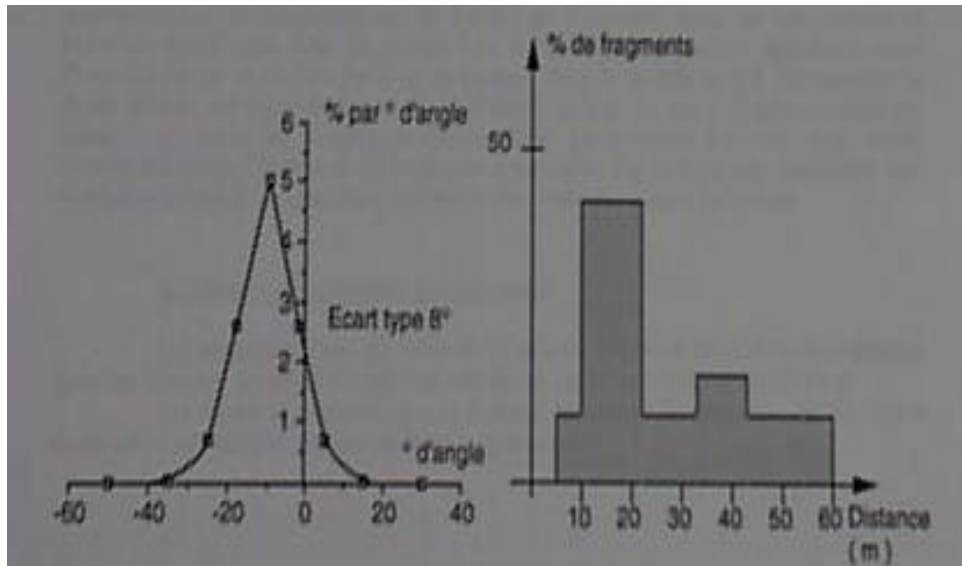 % par ° d'angle
6
5
4
3
2
1
Ecart type 8°
° d'angle
-60 -40 -20 0 20 40
% de fragments
50
10 20 30 40 50 60 Distance
( m )